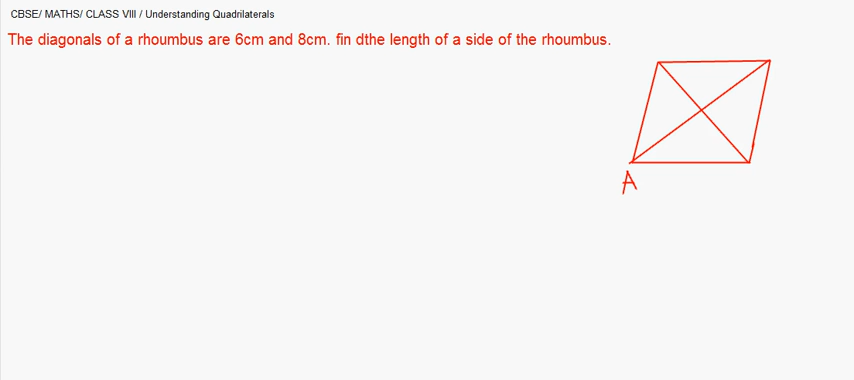 CBSE/ MATHS/ CLASS VIII / Understanding Quadrilaterals
The diagonals of a rhoumbus are 6cm and 8cm. fin dthe length of a side of the rhoumbus.
A